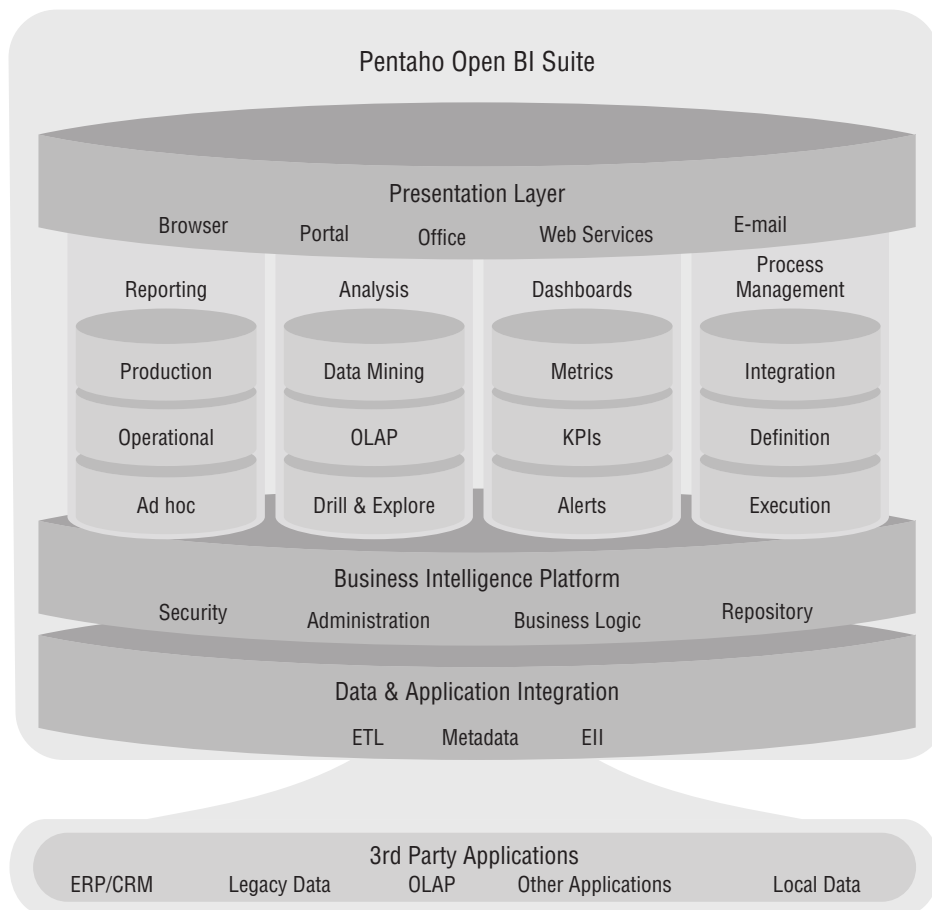 Pentaho Open BI Suite
Presentation Layer
Browser Portal Office Web Services E-mail
Reporting Analysis Dashboards Process Management
Production Data Mining Metrics Integration
Operational OLAP KPIs Definition
Ad hoc Drill & Explore Alerts Execution
Business Intelligence Platform
Security Administration Business Logic Repository
Data & Application Integration
ETL Metadata EII
3rd Party Applications
ERP/CRM Legacy Data OLAP Other Applications Local Data